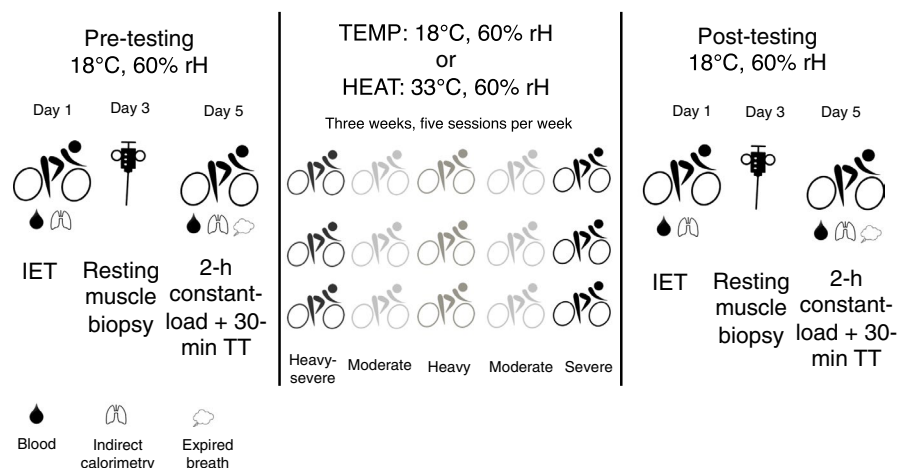 Pre-testing
18°C, 60% rH
Day 1
Day 3
Day 5
IET
Resting
muscle
biopsy
2-h
constant-
load + 30-
min TT
TEMP: 18°C, 60% rH
or
HEAT: 33°C, 60% rH
Three weeks, five sessions per week
Heavy-
severe
Moderate
Heavy
Moderate
Severe
Post-testing
18°C, 60% rH
Day 1
Day 3
Day 5
IET
Resting
muscle
biopsy
2-h
constant-
load + 30-
min TT
Blood
Indirect
calorimetry
Expired
breath